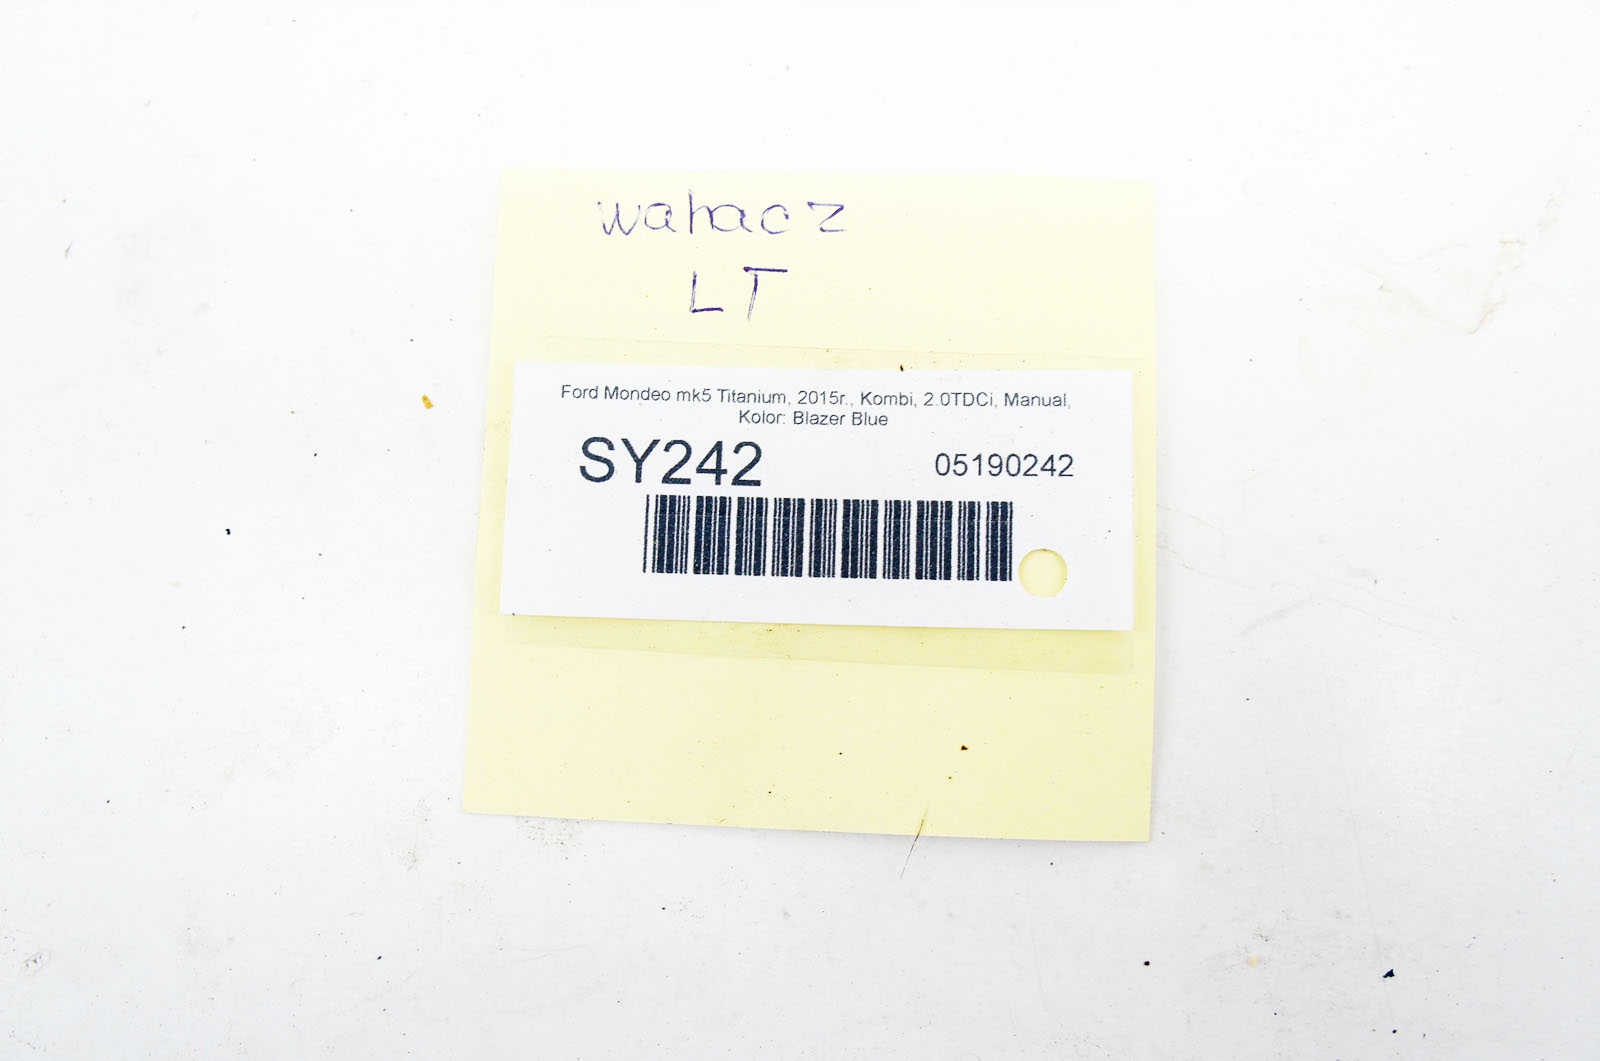 wahacz
LT
Ford Mondeo mk5 Titanium, 2015r., Kombi, 2.0TDCi, Manual,
Kolor: Blazer Blue
SY242 05190242